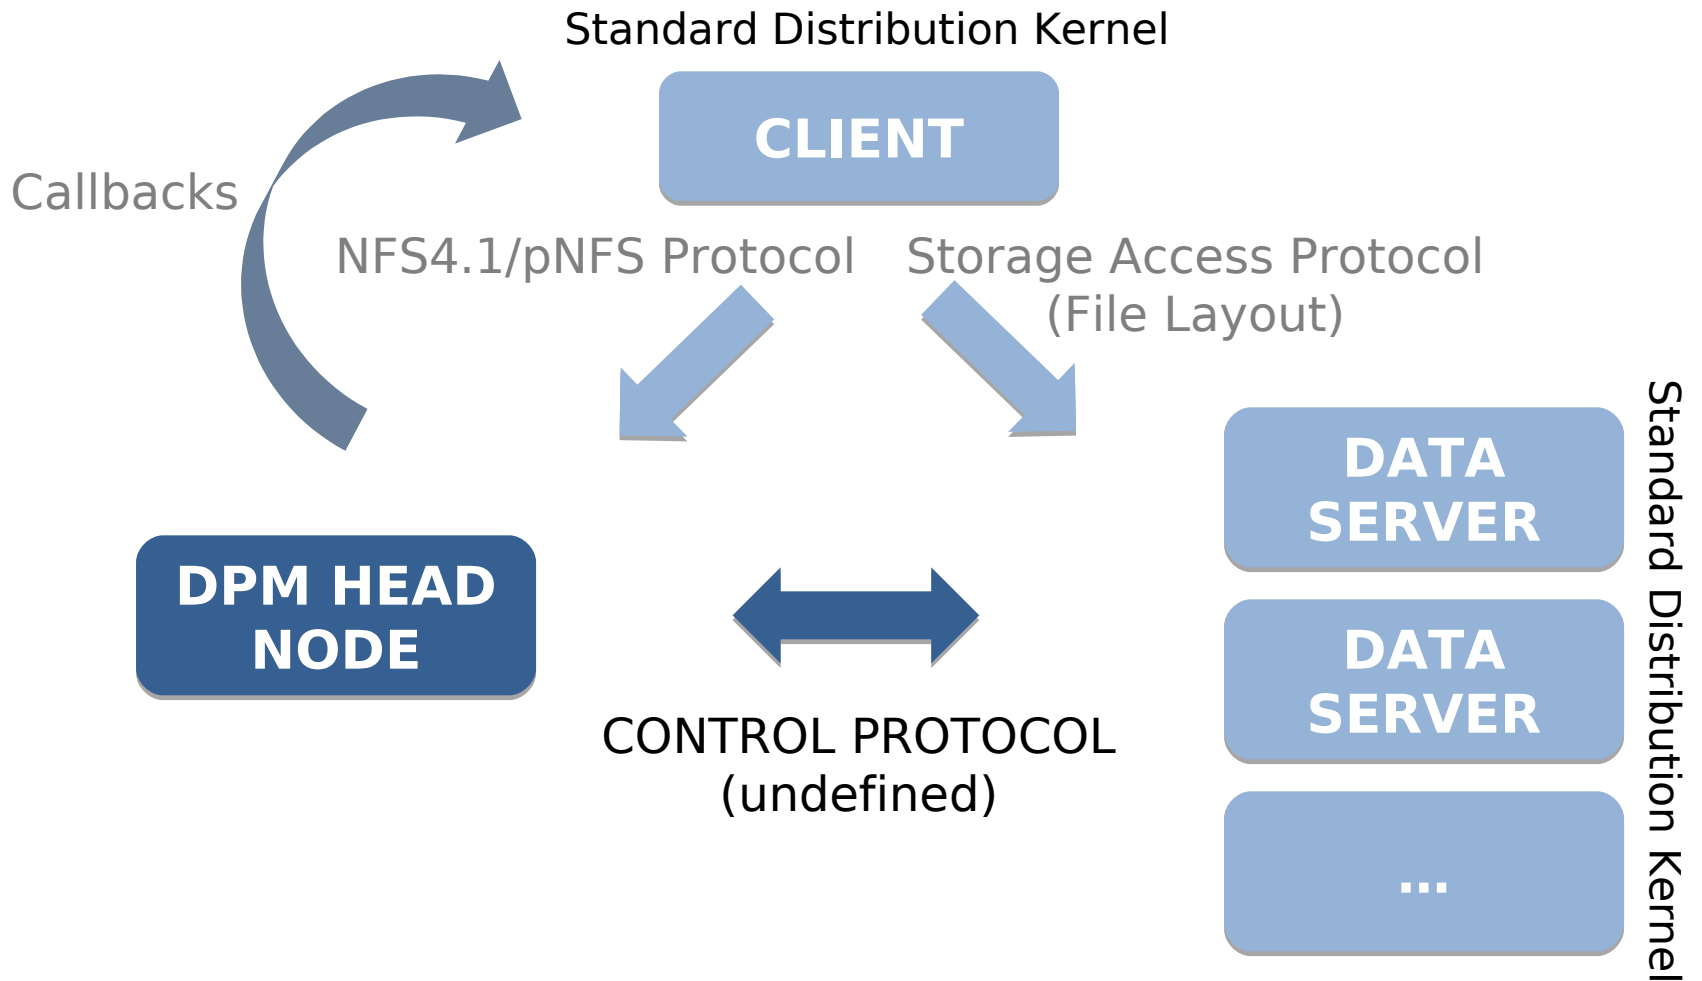 Standard Distribution Kernel
CLIENT
Callbacks
NFS4.1/pNFS Protocol
Storage Access Protocol
(File Layout)
DPM HEAD
NODE
CONTROL PROTOCOL
(undefined)
DATA
SERVER
DATA
SERVER
...
Standard Distribution Kernel